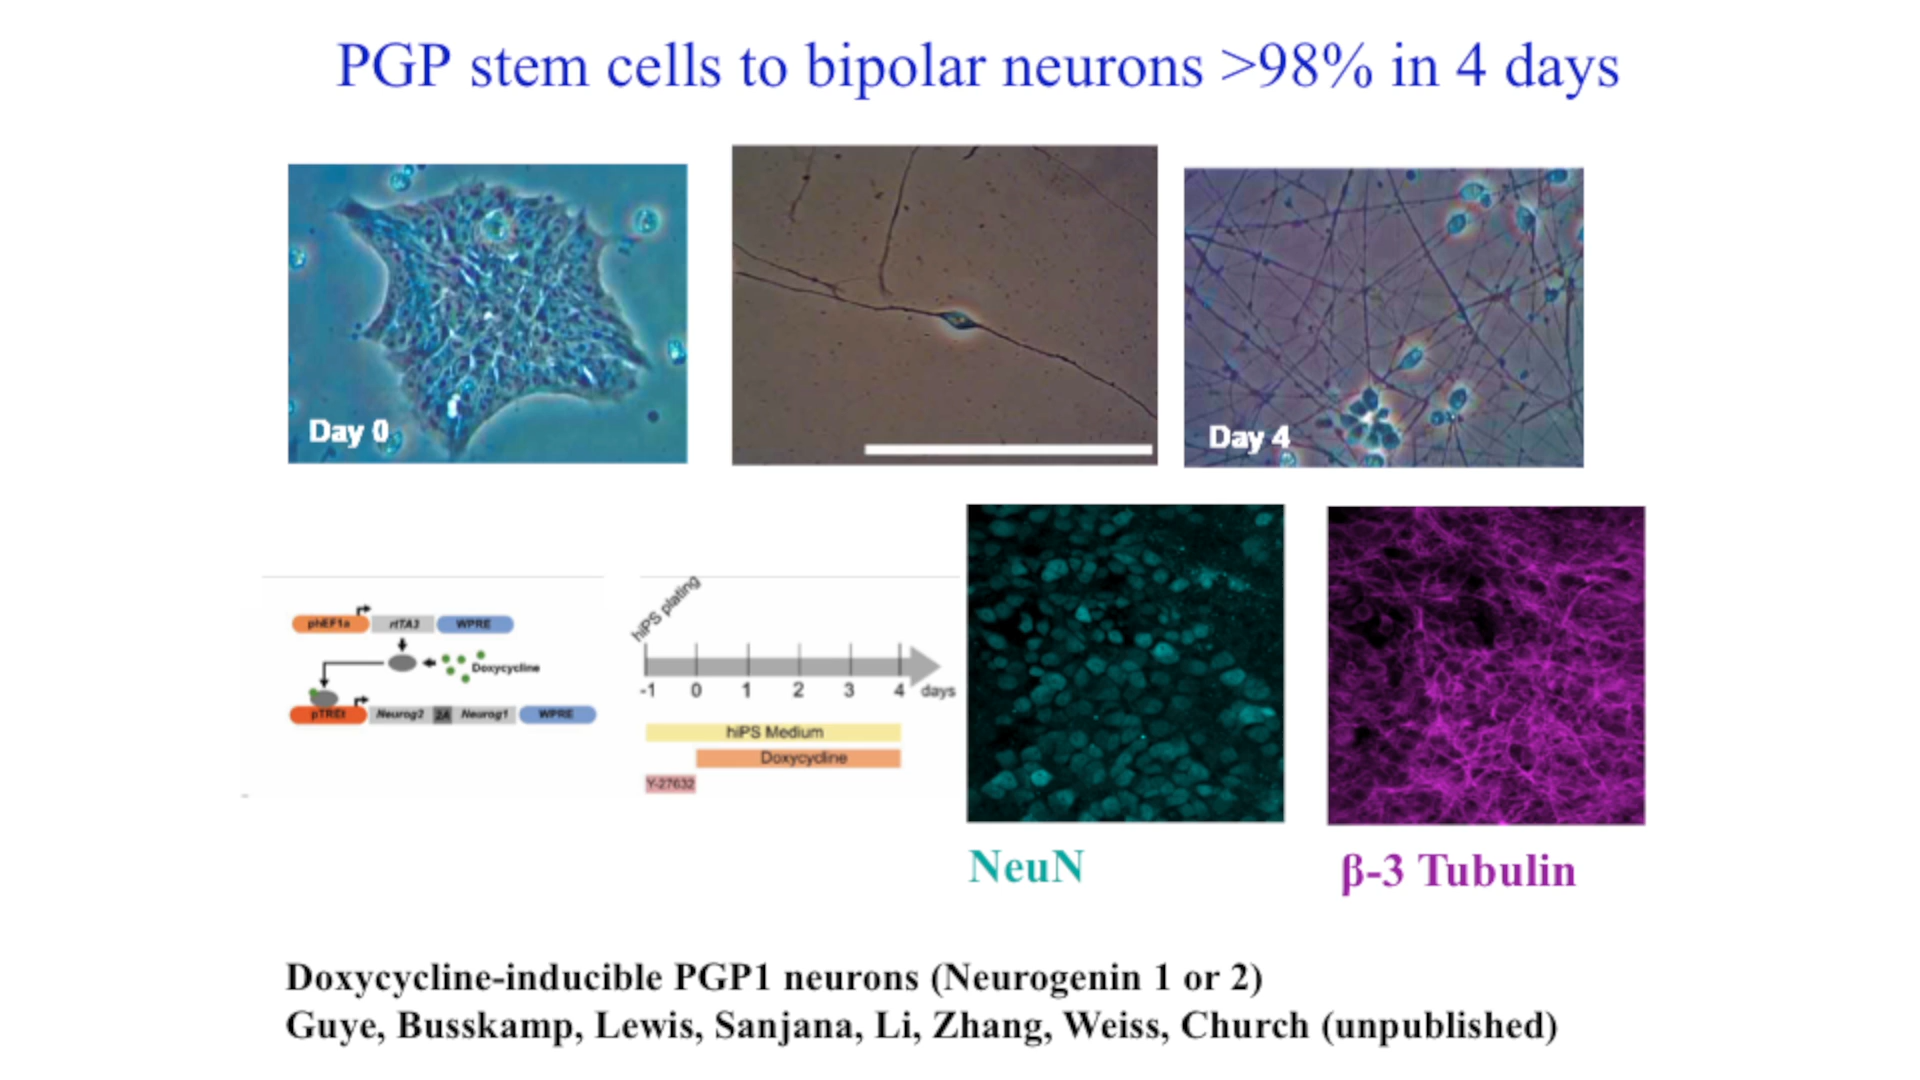 PGP stem cells to bipolar neurons >98% in 4 days
Day 0
Day 4
phEF1a rtTA3 WPRE
Doxycycline
pTREt Neurog2 2A Neurog1 WPRE
hiPS plating
-1 0 1 2 3 4 days
hiPS Medium
Doxycycline
Y-27632
NeuN
β-3 Tubulin
Doxycycline-inducible PGP1 neurons (Neurogenin 1 or 2)
Guye, Busskamp, Lewis, Sanjana, Li, Zhang, Weiss, Church (unpublished)